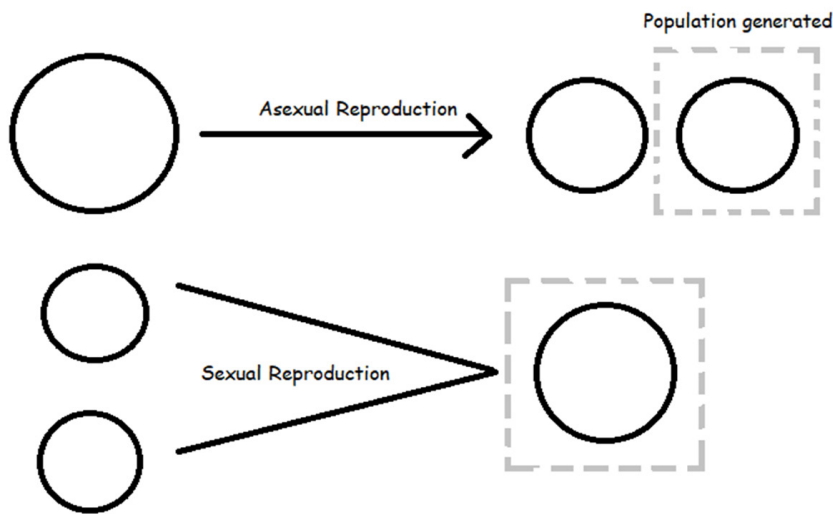 Population generated
Asexual Reproduction
Sexual Reproduction